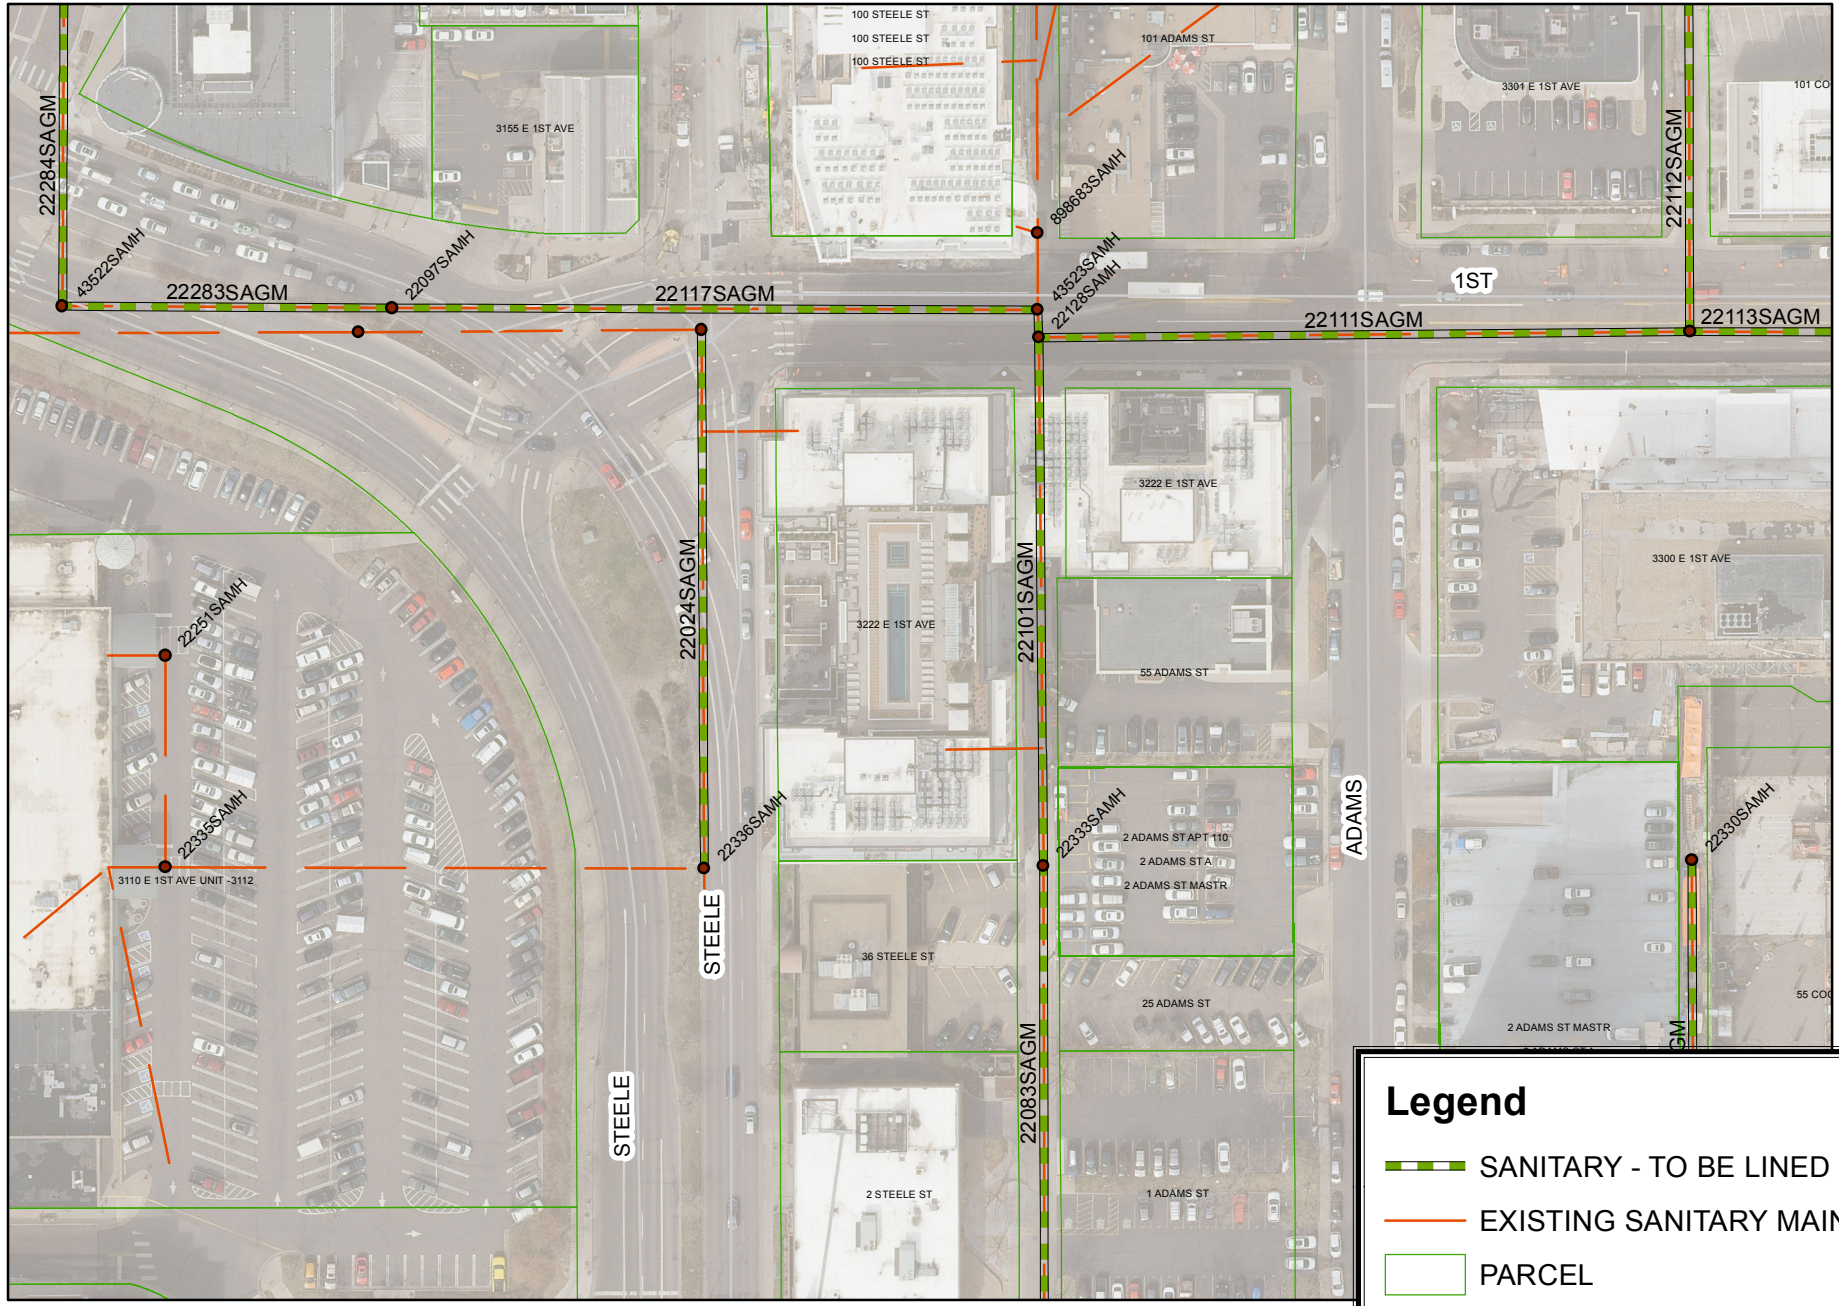 100 STEELE ST
100 STEELE ST
100 STEELE ST
101 ADAMS ST
3301 E 1ST AVE
101 CO
3155 E 1ST AVE
22284SAGM
22112SAGM
898683SAMH
43522SAMH
22097SAMH
43523SAMH
22128SAMH
1ST
22283SAGM
22117SAGM
22111SAGM
22113SAGM
3222 E 1ST AVE
3300 E 1ST AVE
22024SAGM
22101SAGM
22251SAMH
3222 E 1ST AVE
55 ADAMS ST
22335SAMH
22336SAMH
22333SAMH
ADAMS
22330SAMH
2 ADAMS ST APT 110
2 ADAMS ST A
2 ADAMS ST MASTR
3110 E 1ST AVE UNIT -3112
STEELE
36 STEELE ST
25 ADAMS ST
55 COO
2 ADAMS ST MASTR
GM
22083SAGM
STEELE
2 STEELE ST
1 ADAMS ST
Legend
SANITARY - TO BE LINED
EXISTING SANITARY MAIN
PARCEL